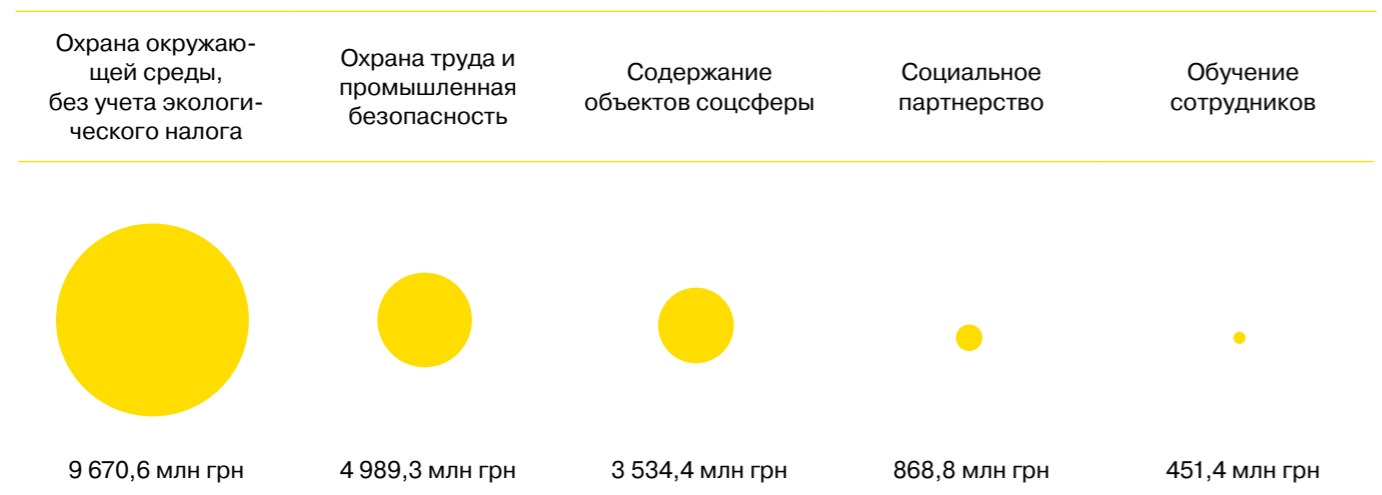 Охрана окружаю-
щей среды,
без учета экологи-
ческого налога
Охрана труда и
промышленная
безопасность
Содержание
объектов соцсферы
Социальное
партнерство
Обучение
сотрудников
9 670,6 млн грн
4 989,3 млн грн
3 534,4 млн грн
868,8 млн грн
451,4 млн грн